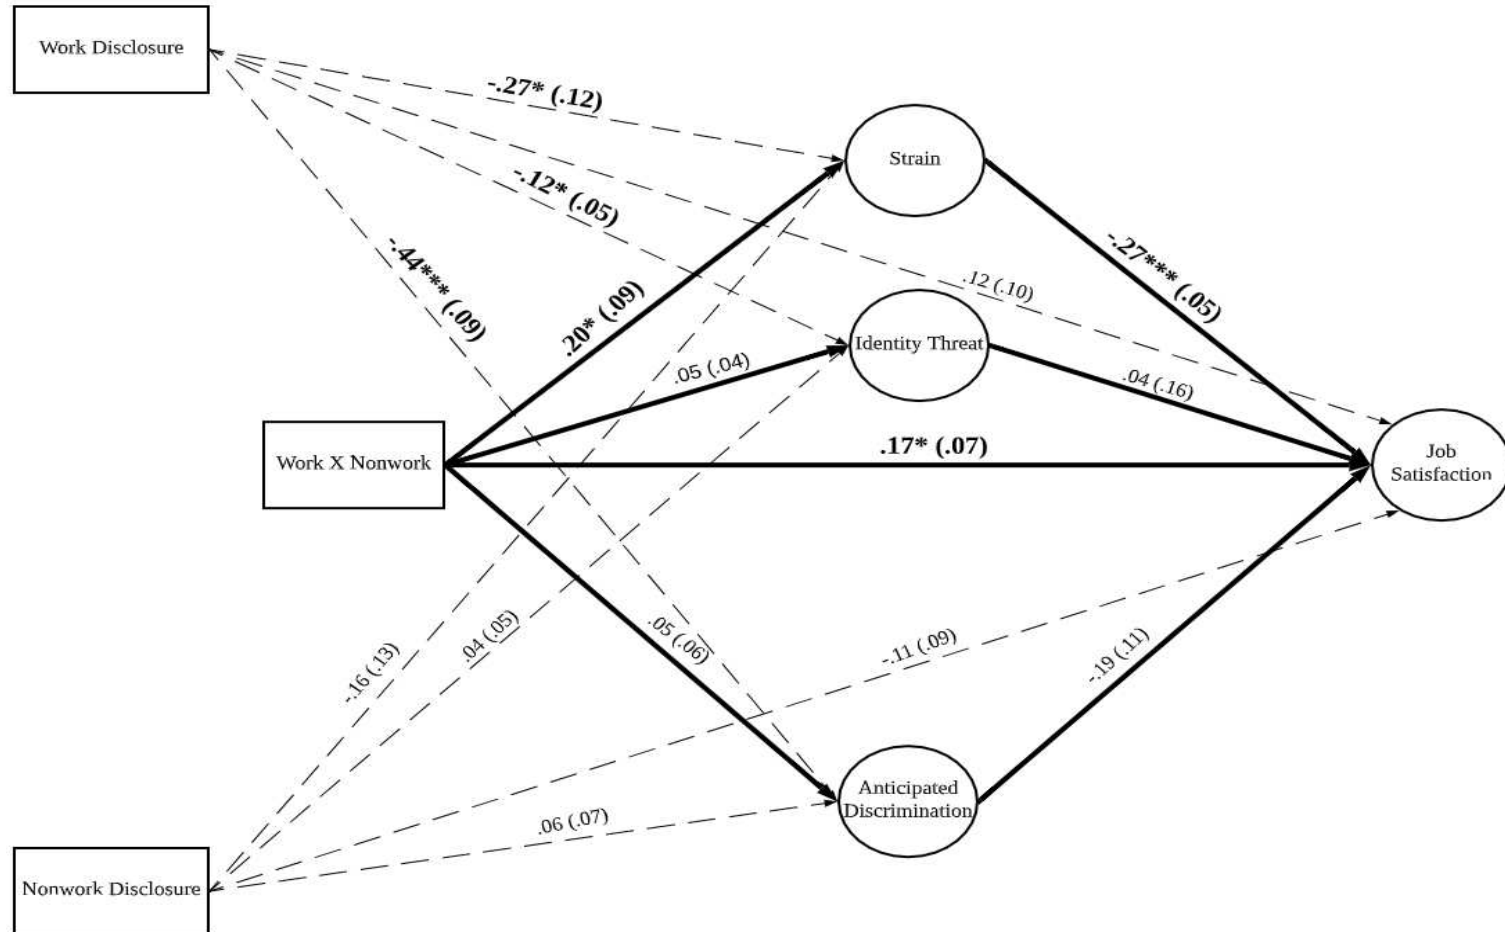 Work Disclosure
-.27* (.12)
Strain
-.12* (.05)
-.44*** (.09)
-.27*** (.05)
.12 (.10)
.20* (.09)
Identity Threat
.05 (.04)
.04 (.16)
.17* (.07)
Work X Nonwork
Job
Satisfaction
.05 (.06)
.04 (.05)
-.16 (.13)
-.11 (.09)
-.19 (.11)
Anticipated
Discrimination
.06 (.07)
Nonwork Disclosure